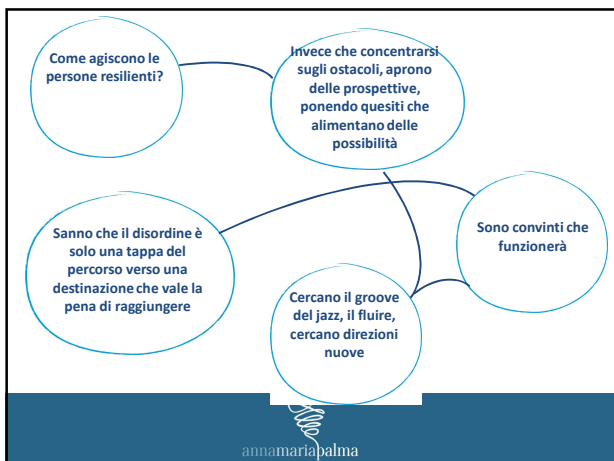 Come agiscono le
persone resilienti?
Invece che concentrarsi
sugli ostacoli, aprono
delle prospettive,
ponendo quesiti che
alimentano delle
possibilità
Sono convinti che
funzionerà
Sanno che il disordine è
solo una tappa del
percorso verso una
destinazione che vale la
pena di raggiungere
Cercano il groove
del jazz, il fluire,
cercano direzioni
nuove
annamariapalma